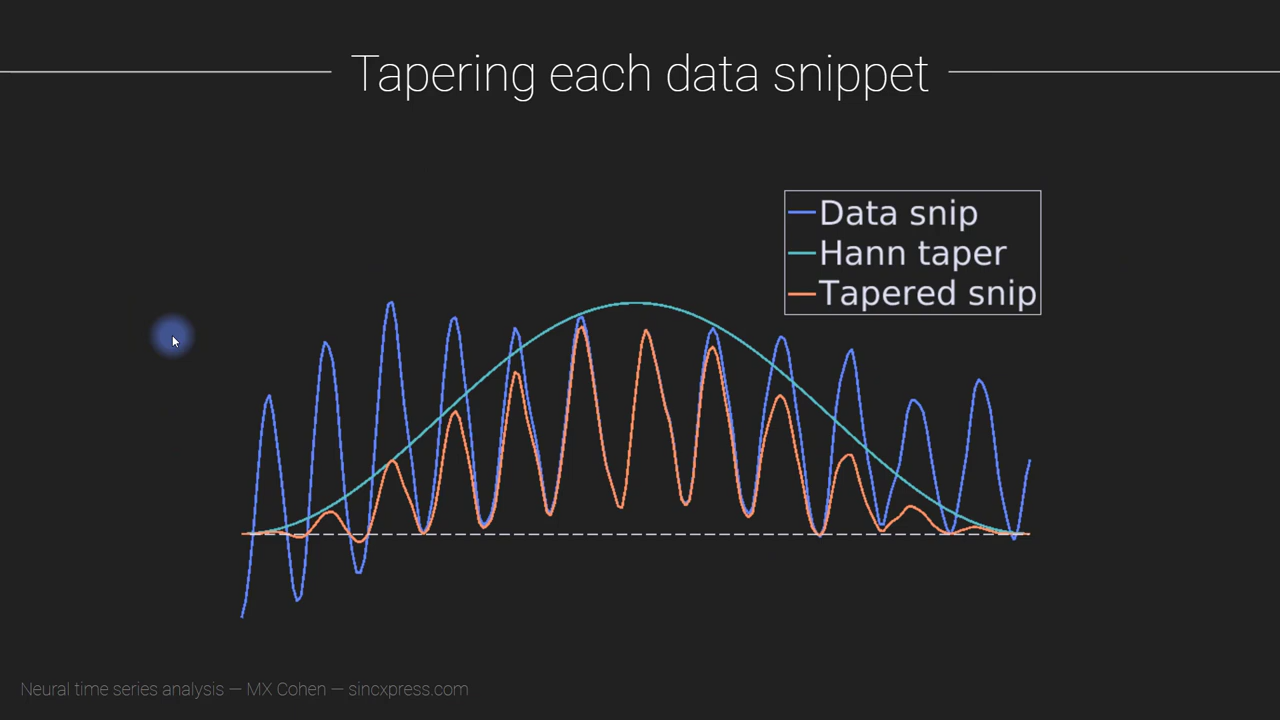 Tapering each data snippet
Data snip
Hann taper
Tapered snip
Neural time series analysis — MX Cohen — sincxpress.com